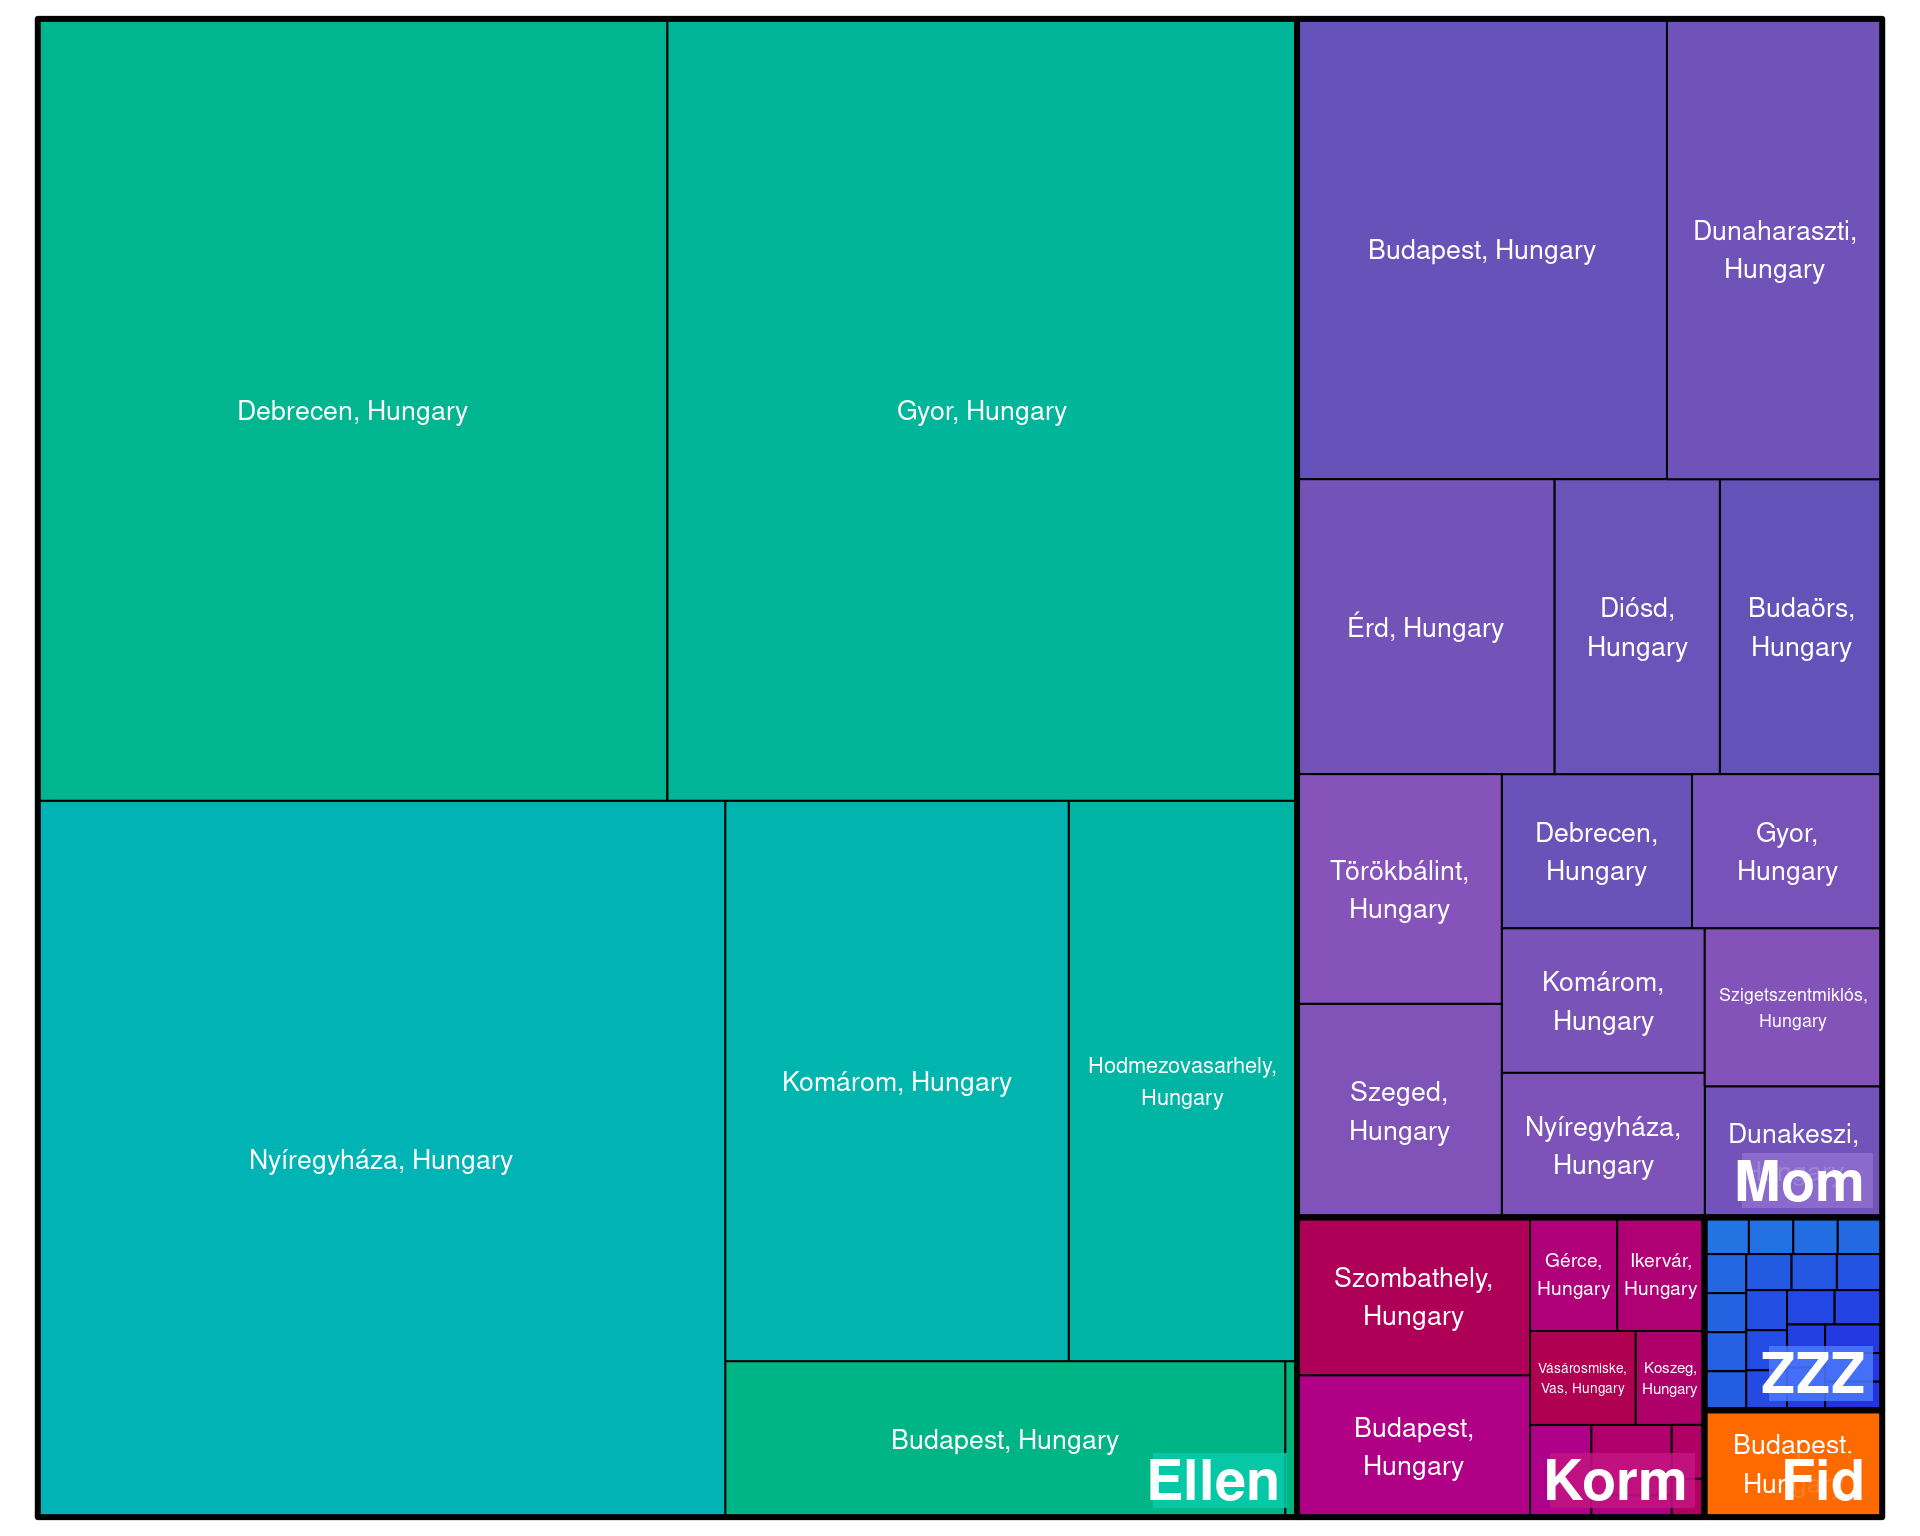 Debrecen, Hungary
Gyor, Hungary
Nyíregyháza, Hungary
Komárom, Hungary
Hodmezovasarhely,
Hungary
Budapest, Hungary
Ellen
Budapest, Hungary
Dunaharaszti,
Hungary
Érd, Hungary
Diósd,
Hungary
Budaörs,
Hungary
Törökbálint,
Hungary
Debrecen,
Hungary
Gyor,
Hungary
Szeged,
Hungary
Komárom,
Hungary
Szigetszentmiklós,
Hungary
Nyíregyháza,
Hungary
Dunakeszi,
Mom
Szombathely,
Hungary
Gérce,
Hungary
Ikervár,
Hungary
Vásárosmiske,
Vas, Hungary
Koszeg,
Hungary
Budapest,
Hungary
Korm
ZZZ
Budapest,
Fid